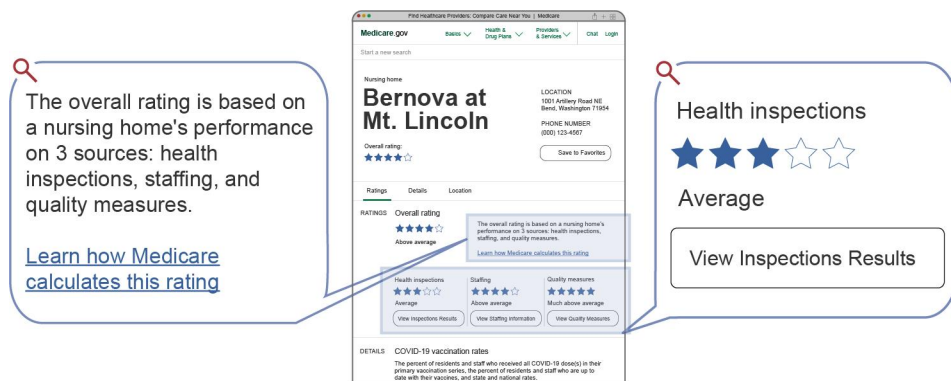 The overall rating is based on
a nursing home's performance
on 3 sources: health
inspections, staffing, and
quality measures.
Learn how Medicare
calculates this rating
Find Healthcare Providers: Compare Care Near You | Medicare
Medicare.gov
Basics
Health &
Drug Plans
Providers
& Services
Chat
Login
Start a new search
Nursing home
Bernova at
Mt. Lincoln
Overall rating:
LOCATION
1001 Artillery Road NE
Bend, Washington 71954
PHONE NUMBER
(000) 123-4567
Save to Favorites
Ratings
Details
Location
RATINGS
Overall rating
Above average
The overall rating is based on a nursing home's
performance on 3 sources: health inspections,
staffing, and quality measures.
Learn how Medicare calculates this rating
Health inspections
Average
View Inspections Results
Staffing
Above average
View Staffing Information
Quality measures
Much above average
View Quality Measures
DETAILS
COVID-19 vaccination rates
The percent of residents and staff who received all COVID-19 dose(s) in their
primary vaccination series, the percent of residents and staff who are up to
date with their vaccines, and state and national rates.
Health inspections
Average
View Inspections Results